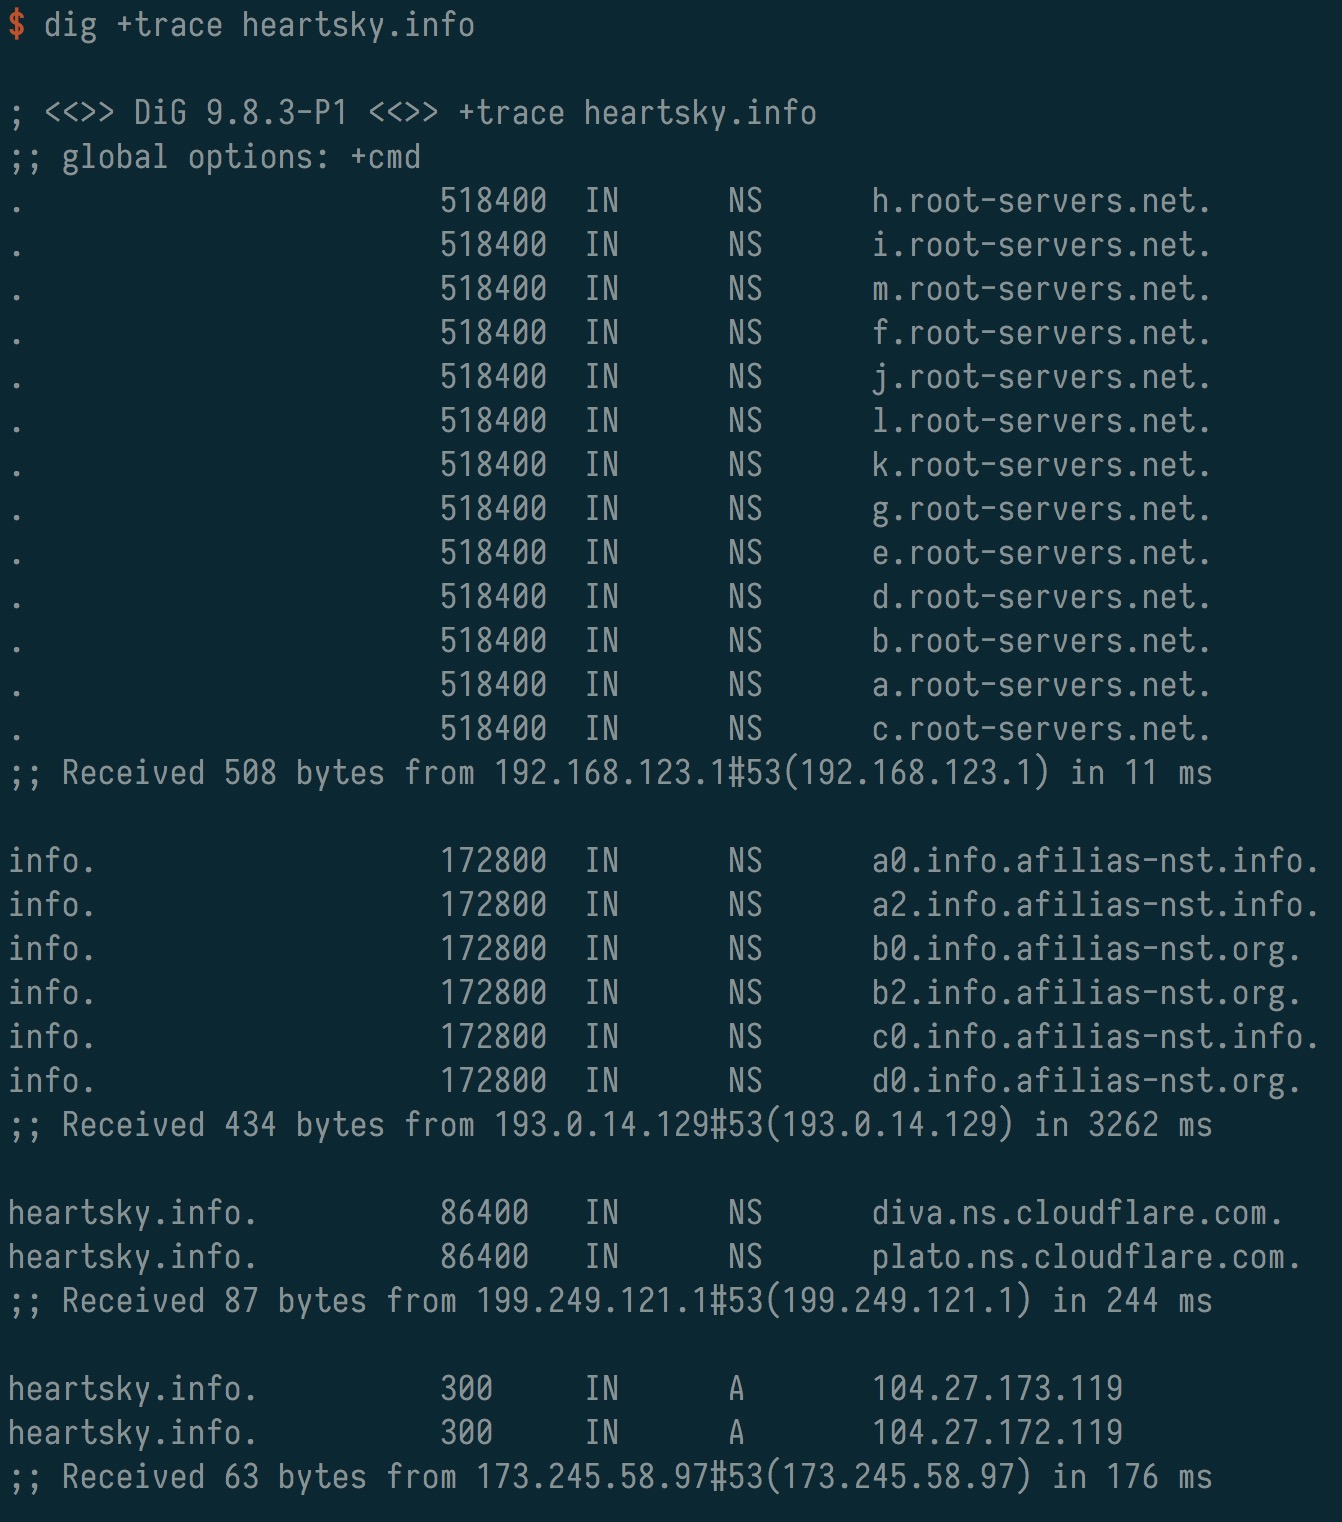 $ dig +trace heartsky.info
; <<>> DiG 9.8.3-P1 <<>> +trace heartsky.info
;; global options: +cmd
. 518400 IN NS h.root-servers.net.
. 518400 IN NS i.root-servers.net.
. 518400 IN NS m.root-servers.net.
. 518400 IN NS f.root-servers.net.
. 518400 IN NS j.root-servers.net.
. 518400 IN NS l.root-servers.net.
. 518400 IN NS k.root-servers.net.
. 518400 IN NS g.root-servers.net.
. 518400 IN NS e.root-servers.net.
. 518400 IN NS d.root-servers.net.
. 518400 IN NS b.root-servers.net.
. 518400 IN NS a.root-servers.net.
. 518400 IN NS c.root-servers.net.
;; Received 508 bytes from 192.168.123.1#53(192.168.123.1) in 11 ms
info. 172800 IN NS a0.info.afilias-nst.info.
info. 172800 IN NS a2.info.afilias-nst.info.
info. 172800 IN NS b0.info.afilias-nst.org.
info. 172800 IN NS b2.info.afilias-nst.org.
info. 172800 IN NS c0.info.afilias-nst.info.
info. 172800 IN NS d0.info.afilias-nst.org.
;; Received 434 bytes from 193.0.14.129#53(193.0.14.129) in 3262 ms
heartsky.info. 86400 IN NS diva.ns.cloudflare.com.
heartsky.info. 86400 IN NS plato.ns.cloudflare.com.
;; Received 87 bytes from 199.249.121.1#53(199.249.121.1) in 244 ms
heartsky.info. 300 IN A 104.27.173.119
heartsky.info. 300 IN A 104.27.172.119
;; Received 63 bytes from 173.245.58.97#53(173.245.58.97) in 176 ms